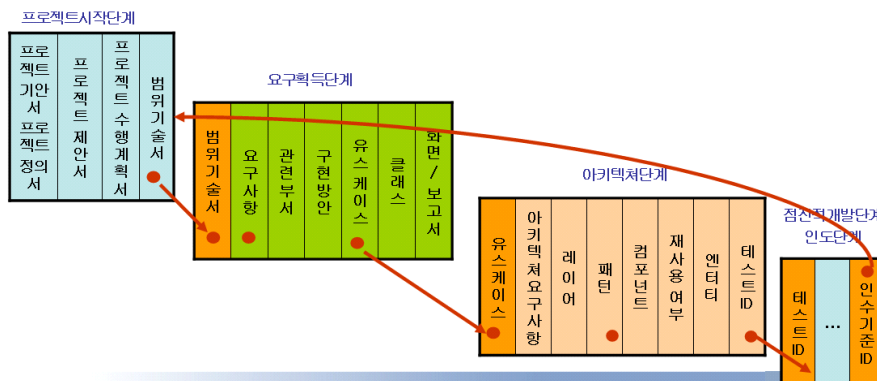 프로젝트시작단계
프로젝트기안서 프로젝트정의서
프로젝트 제안서
프로젝트 수행계획서
범위기술서
요구획득단계
범위기술서
요구사항
관련부서
구현방안
유스케이스
클래스
화면 / 보고서
아키텍쳐단계
유스케이스
아키텍쳐요구사항
레이어
패턴
컴포넌트
재사용여부
엔터티
테스트ID
점진적개발단계
인도단계
테스트ID
...
인수기준ID